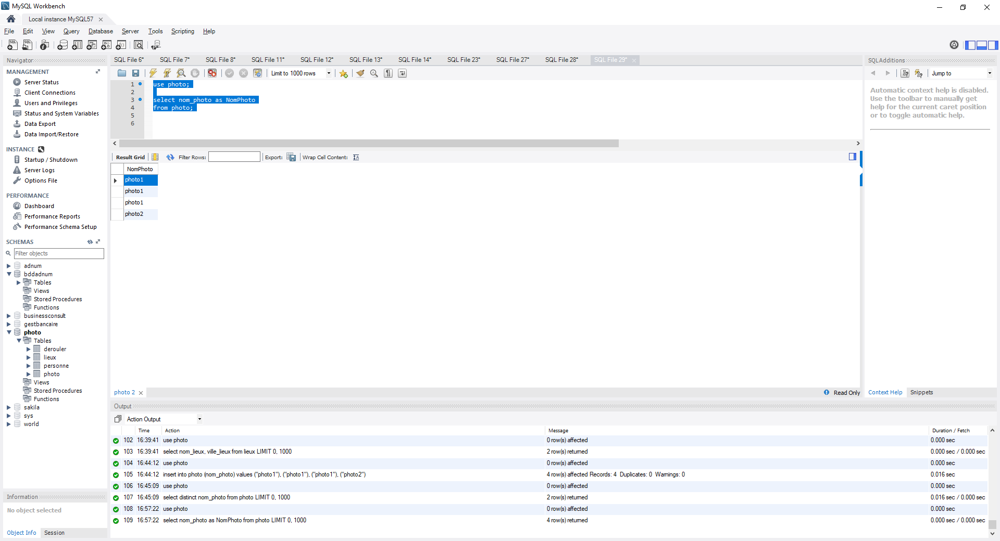 MySQL Workbench
Local instance MySQL57
File Edit View Query Database Server Tools Scripting Help
Navigator
MANAGEMENT
Server Status
Client Connections
Users and Privileges
Status and System Variables
Data Export
Data Import/Restore
INSTANCE
Startup / Shutdown
Server Logs
Options File
PERFORMANCE
Dashboard
Performance Reports
Performance Schema Setup
SCHEMAS
Filter objects
adnum
bddadnum
Tables
Views
Stored Procedures
Functions
businessconsult
gestbancaire
photo
Tables
derouler
lieux
personne
photo
Views
Stored Procedures
Functions
sakila
sys
world
Information
No object selected
Object Info Session
SQL File 6* SQL File 7* SQL File 8* SQL File 11* SQL File 12* SQL File 13* SQL File 14* SQL File 23* SQL File 27* SQL File 28* SQL File 29*
Limit to 1000 rows
1 use photo;
2
3 select nom_photo as NomPhoto
4 from photo;
5
6
Result Grid Filter Rows: Export: Wrap Cell Content:
NomPhoto
photo1
photo1
photo1
photo2
photo 2 Read Only
SQLAdditions
Jump to
Automatic context help is disabled.
Use the toolbar to manually get
help for the current caret position
or to toggle automatic help.
Context Help Snippets
Output
Action Output
Time Action Message Duration / Fetch
102 16:39:41 use photo 0 row(s) affected 0.000 sec
103 16:39:41 select nom_lieux, ville_lieux from lieux LIMIT 0, 1000 2 row(s) returned 0.000 sec / 0.000 sec
104 16:44:12 use photo 0 row(s) affected 0.000 sec
105 16:44:12 insert into photo (nom_photo) values ("photo1"), ("photo1"), ("photo1"), ("photo2") 4 row(s) affected Records: 4  Duplicates: 0  Warnings: 0 0.016 sec
106 16:45:09 use photo 0 row(s) affected 0.000 sec
107 16:45:09 select distinct nom_photo from photo LIMIT 0, 1000 2 row(s) returned 0.016 sec / 0.000 sec
108 16:57:22 use photo 0 row(s) affected 0.000 sec
109 16:57:22 select nom_photo as NomPhoto from photo LIMIT 0, 1000 4 row(s) returned 0.000 sec / 0.000 sec